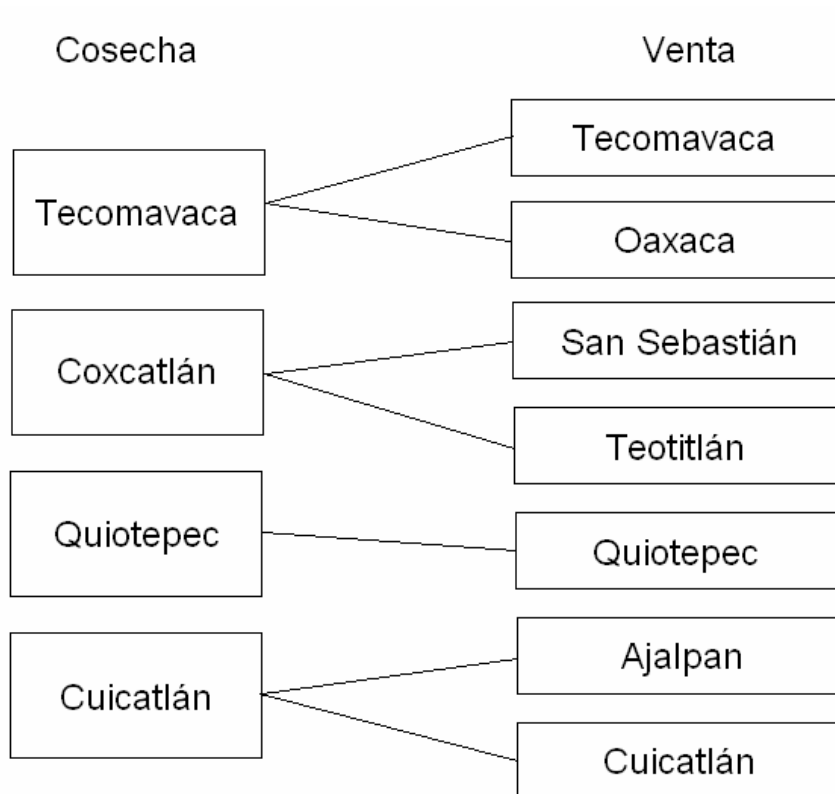 Cosecha
Venta
Tecomavaca
Tecomavaca
Oaxaca
Coxcatlán
San Sebastián
Teotitlán
Quiotepec
Quiotepec
Cuicatlán
Ajalpan
Cuicatlán